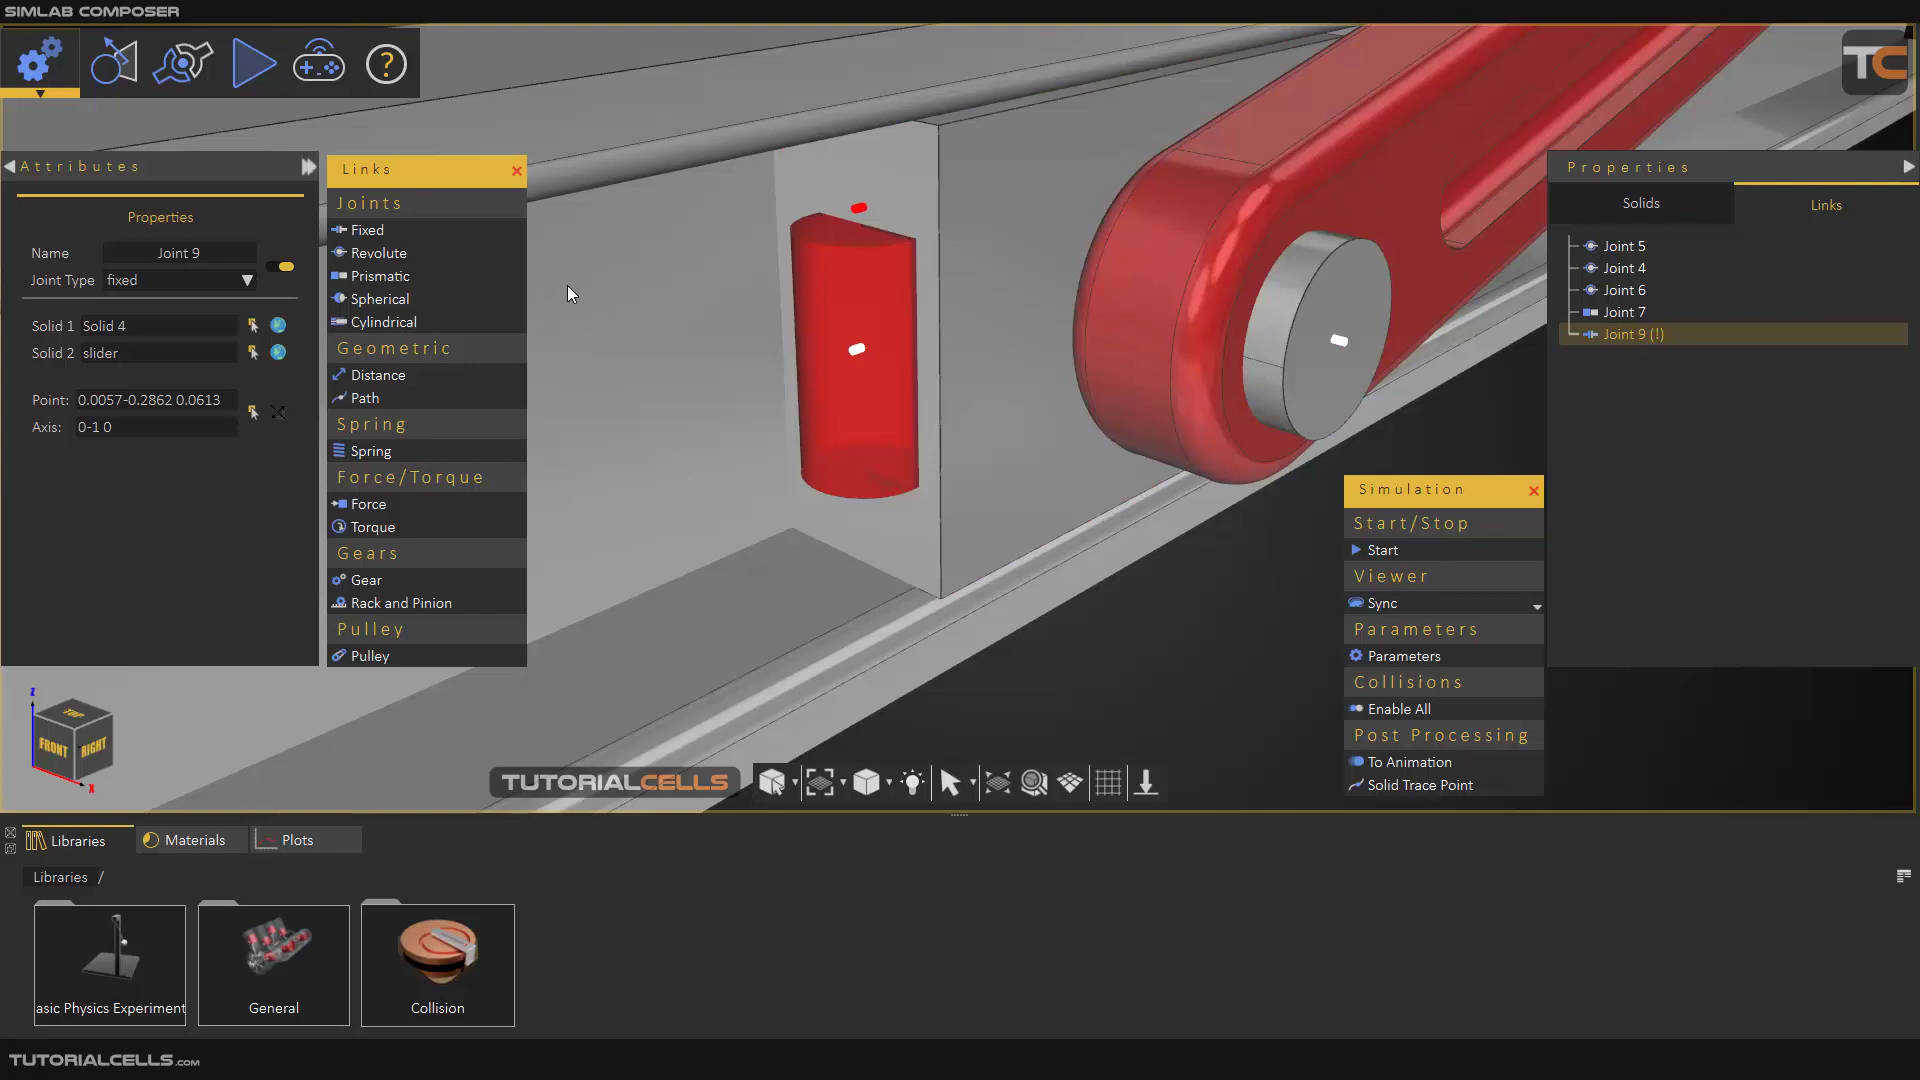 SIMLAB COMPOSER
TC
Attributes
Properties
Name Joint 9
Joint Type fixed
Solid 1 Solid 4
Solid 2 slider
Point: 0.0057-0.2862 0.0613
Axis: 0-1 0
Links
Joints
Fixed
Revolute
Prismatic
Spherical
Cylindrical
Geometric
Distance
Path
Spring
Spring
Force/Torque
Force
Torque
Gears
Gear
Rack and Pinion
Pulley
Pulley
Properties
Solids Links
Joint 5
Joint 4
Joint 6
Joint 7
Joint 9 (!)
Simulation
Start/Stop
Start
Viewer
Sync
Parameters
Parameters
Collisions
Enable All
Post Processing
To Animation
Solid Trace Point
z
TOP
FRONT RIGHT
x
TUTORIALCELLS
Libraries Materials Plots
Libraries /
asic Physics Experiment General Collision
TUTORIALCELLS.COM